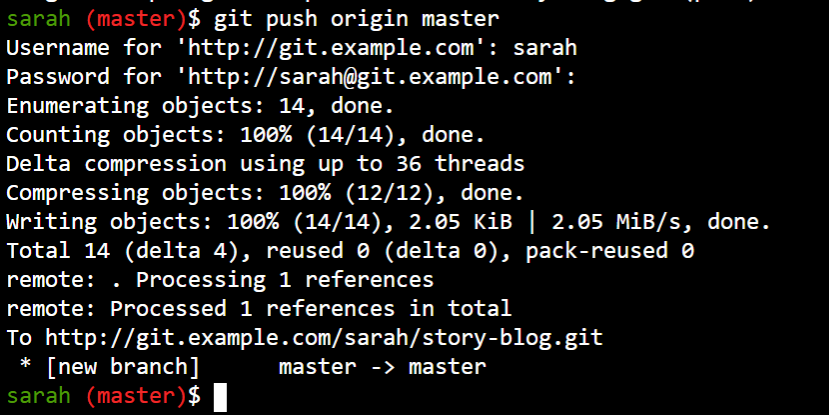 sarah (master)$ git push origin master
Username for 'http://git.example.com': sarah
Password for 'http://sarah@git.example.com':
Enumerating objects: 14, done.
Counting objects: 100% (14/14), done.
Delta compression using up to 36 threads
Compressing objects: 100% (12/12), done.
Writing objects: 100% (14/14), 2.05 KiB | 2.05 MiB/s, done.
Total 14 (delta 4), reused 0 (delta 0), pack-reused 0
remote: . Processing 1 references
remote: Processed 1 references in total
To http://git.example.com/sarah/story-blog.git
 * [new branch]      master -> master
sarah (master)$